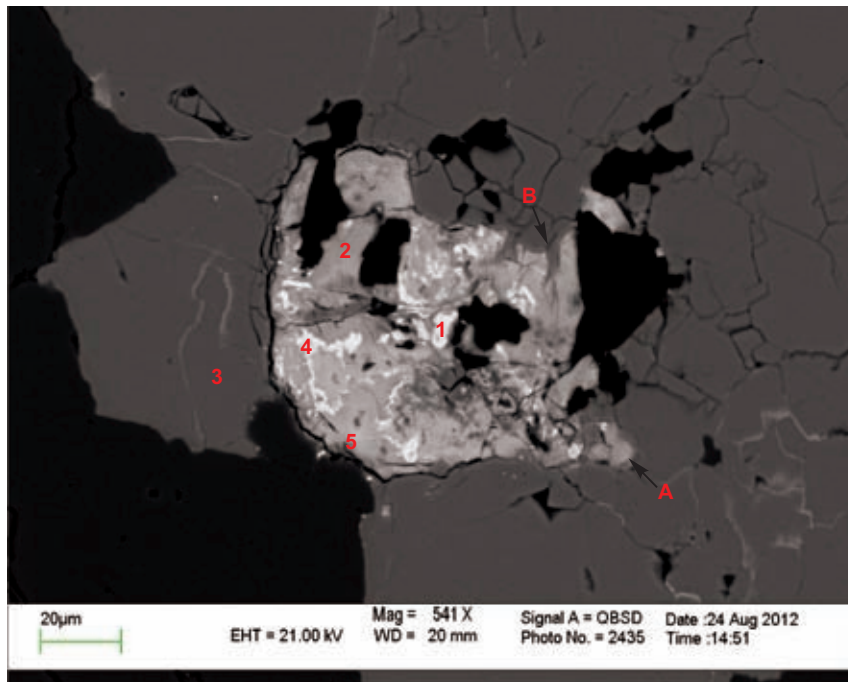 B
2
1
4
3
5
A
20µm
EHT = 21.00 kV
Mag = 541 X
WD = 20 mm
Signal A = QBSD
Photo No. = 2435
Date :24 Aug 2012
Time :14:51